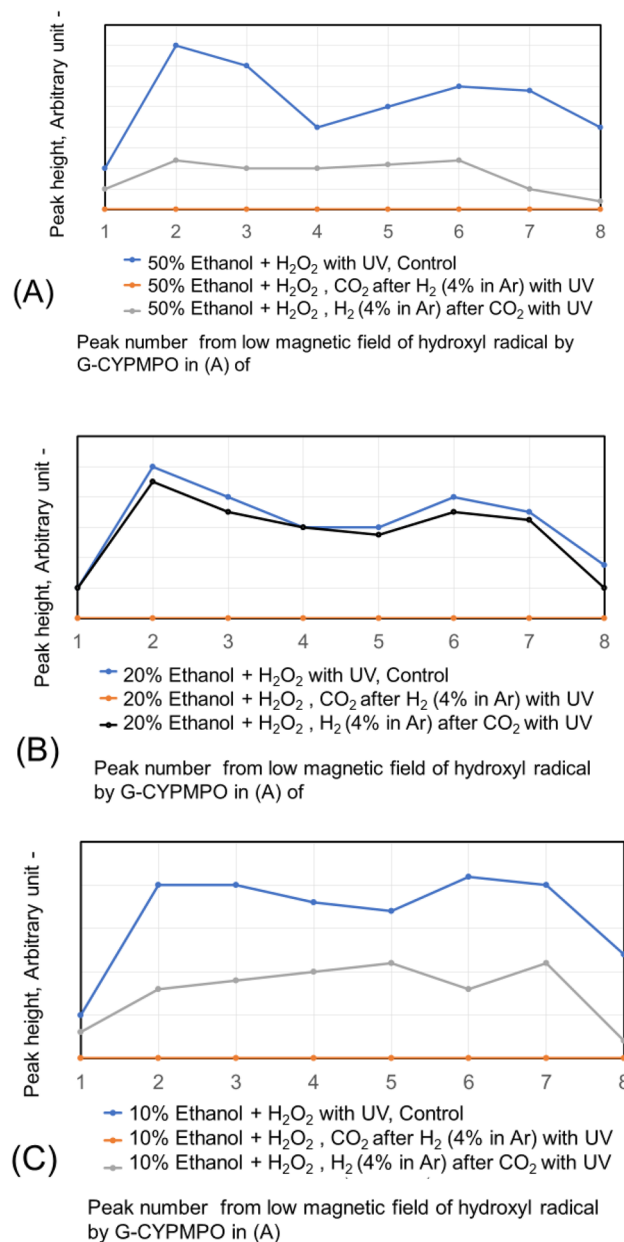 Peak height, Arbitrary unit -
1 2 3 4 5 6 7 8
50% Ethanol + H₂O₂ with UV, Control
50% Ethanol + H₂O₂ , CO₂ after H₂ (4% in Ar) with UV
50% Ethanol + H₂O₂ , H₂ (4% in Ar) after CO₂ with UV
(A)
Peak number from low magnetic field of hydroxyl radical by
G-CYPMPO in (A) of
Peak height, Arbitrary unit -
1 2 3 4 5 6 7 8
20% Ethanol + H₂O₂ with UV, Control
20% Ethanol + H₂O₂ , CO₂ after H₂ (4% in Ar) with UV
20% Ethanol + H₂O₂ , H₂ (4% in Ar) after CO₂ with UV
(B)
Peak number from low magnetic field of hydroxyl radical
by G-CYPMPO in (A) of
Peak height, Arbitrary unit -
1 2 3 4 5 6 7 8
10% Ethanol + H₂O₂ with UV, Control
10% Ethanol + H₂O₂ , CO₂ after H₂ (4% in Ar) with UV
10% Ethanol + H₂O₂ , H₂ (4% in Ar) after CO₂ with UV
(C)
Peak number from low magnetic field of hydroxyl radical
by G-CYPMPO in (A)